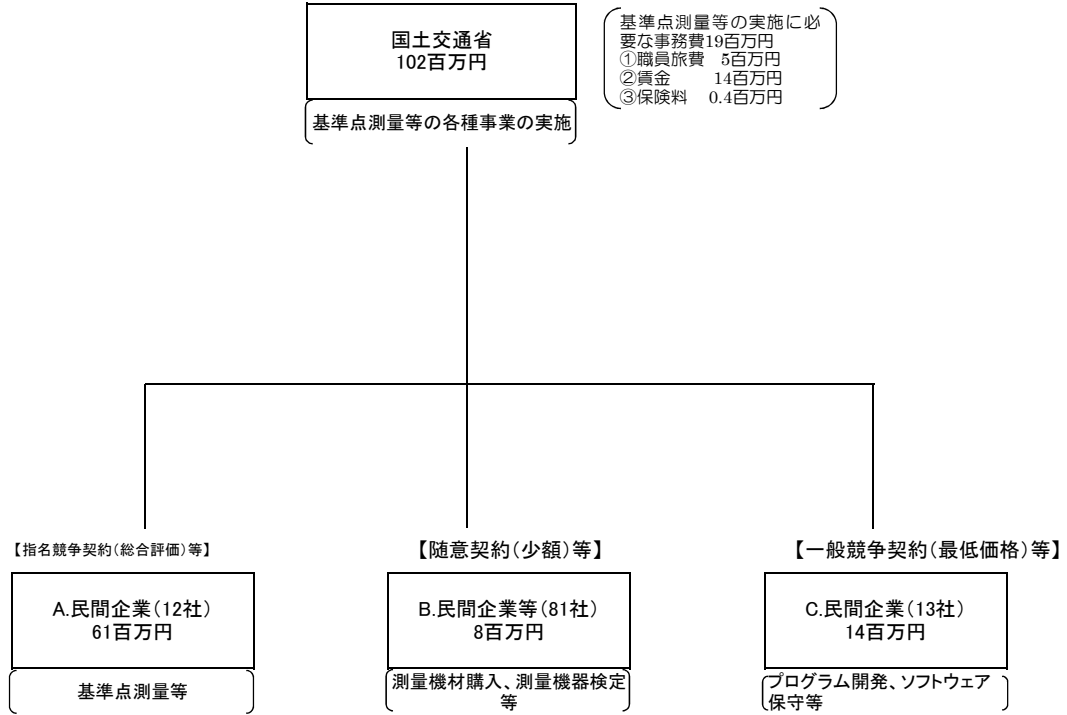 国土交通省
102百万円
基準点測量等の各種事業の実施
基準点測量等の実施に必
要な事務費19百万円
①職員旅費 5百万円
②賃金 14百万円
③保険料 0.4百万円
【指名競争契約(総合評価)等】
A.民間企業(12社)
61百万円
基準点測量等
【随意契約(少額)等】
B.民間企業等(81社)
8百万円
測量機材購入、測量機器検定
等
【一般競争契約(最低価格)等】
C.民間企業(13社)
14百万円
プログラム開発、ソフトウェア
保守等